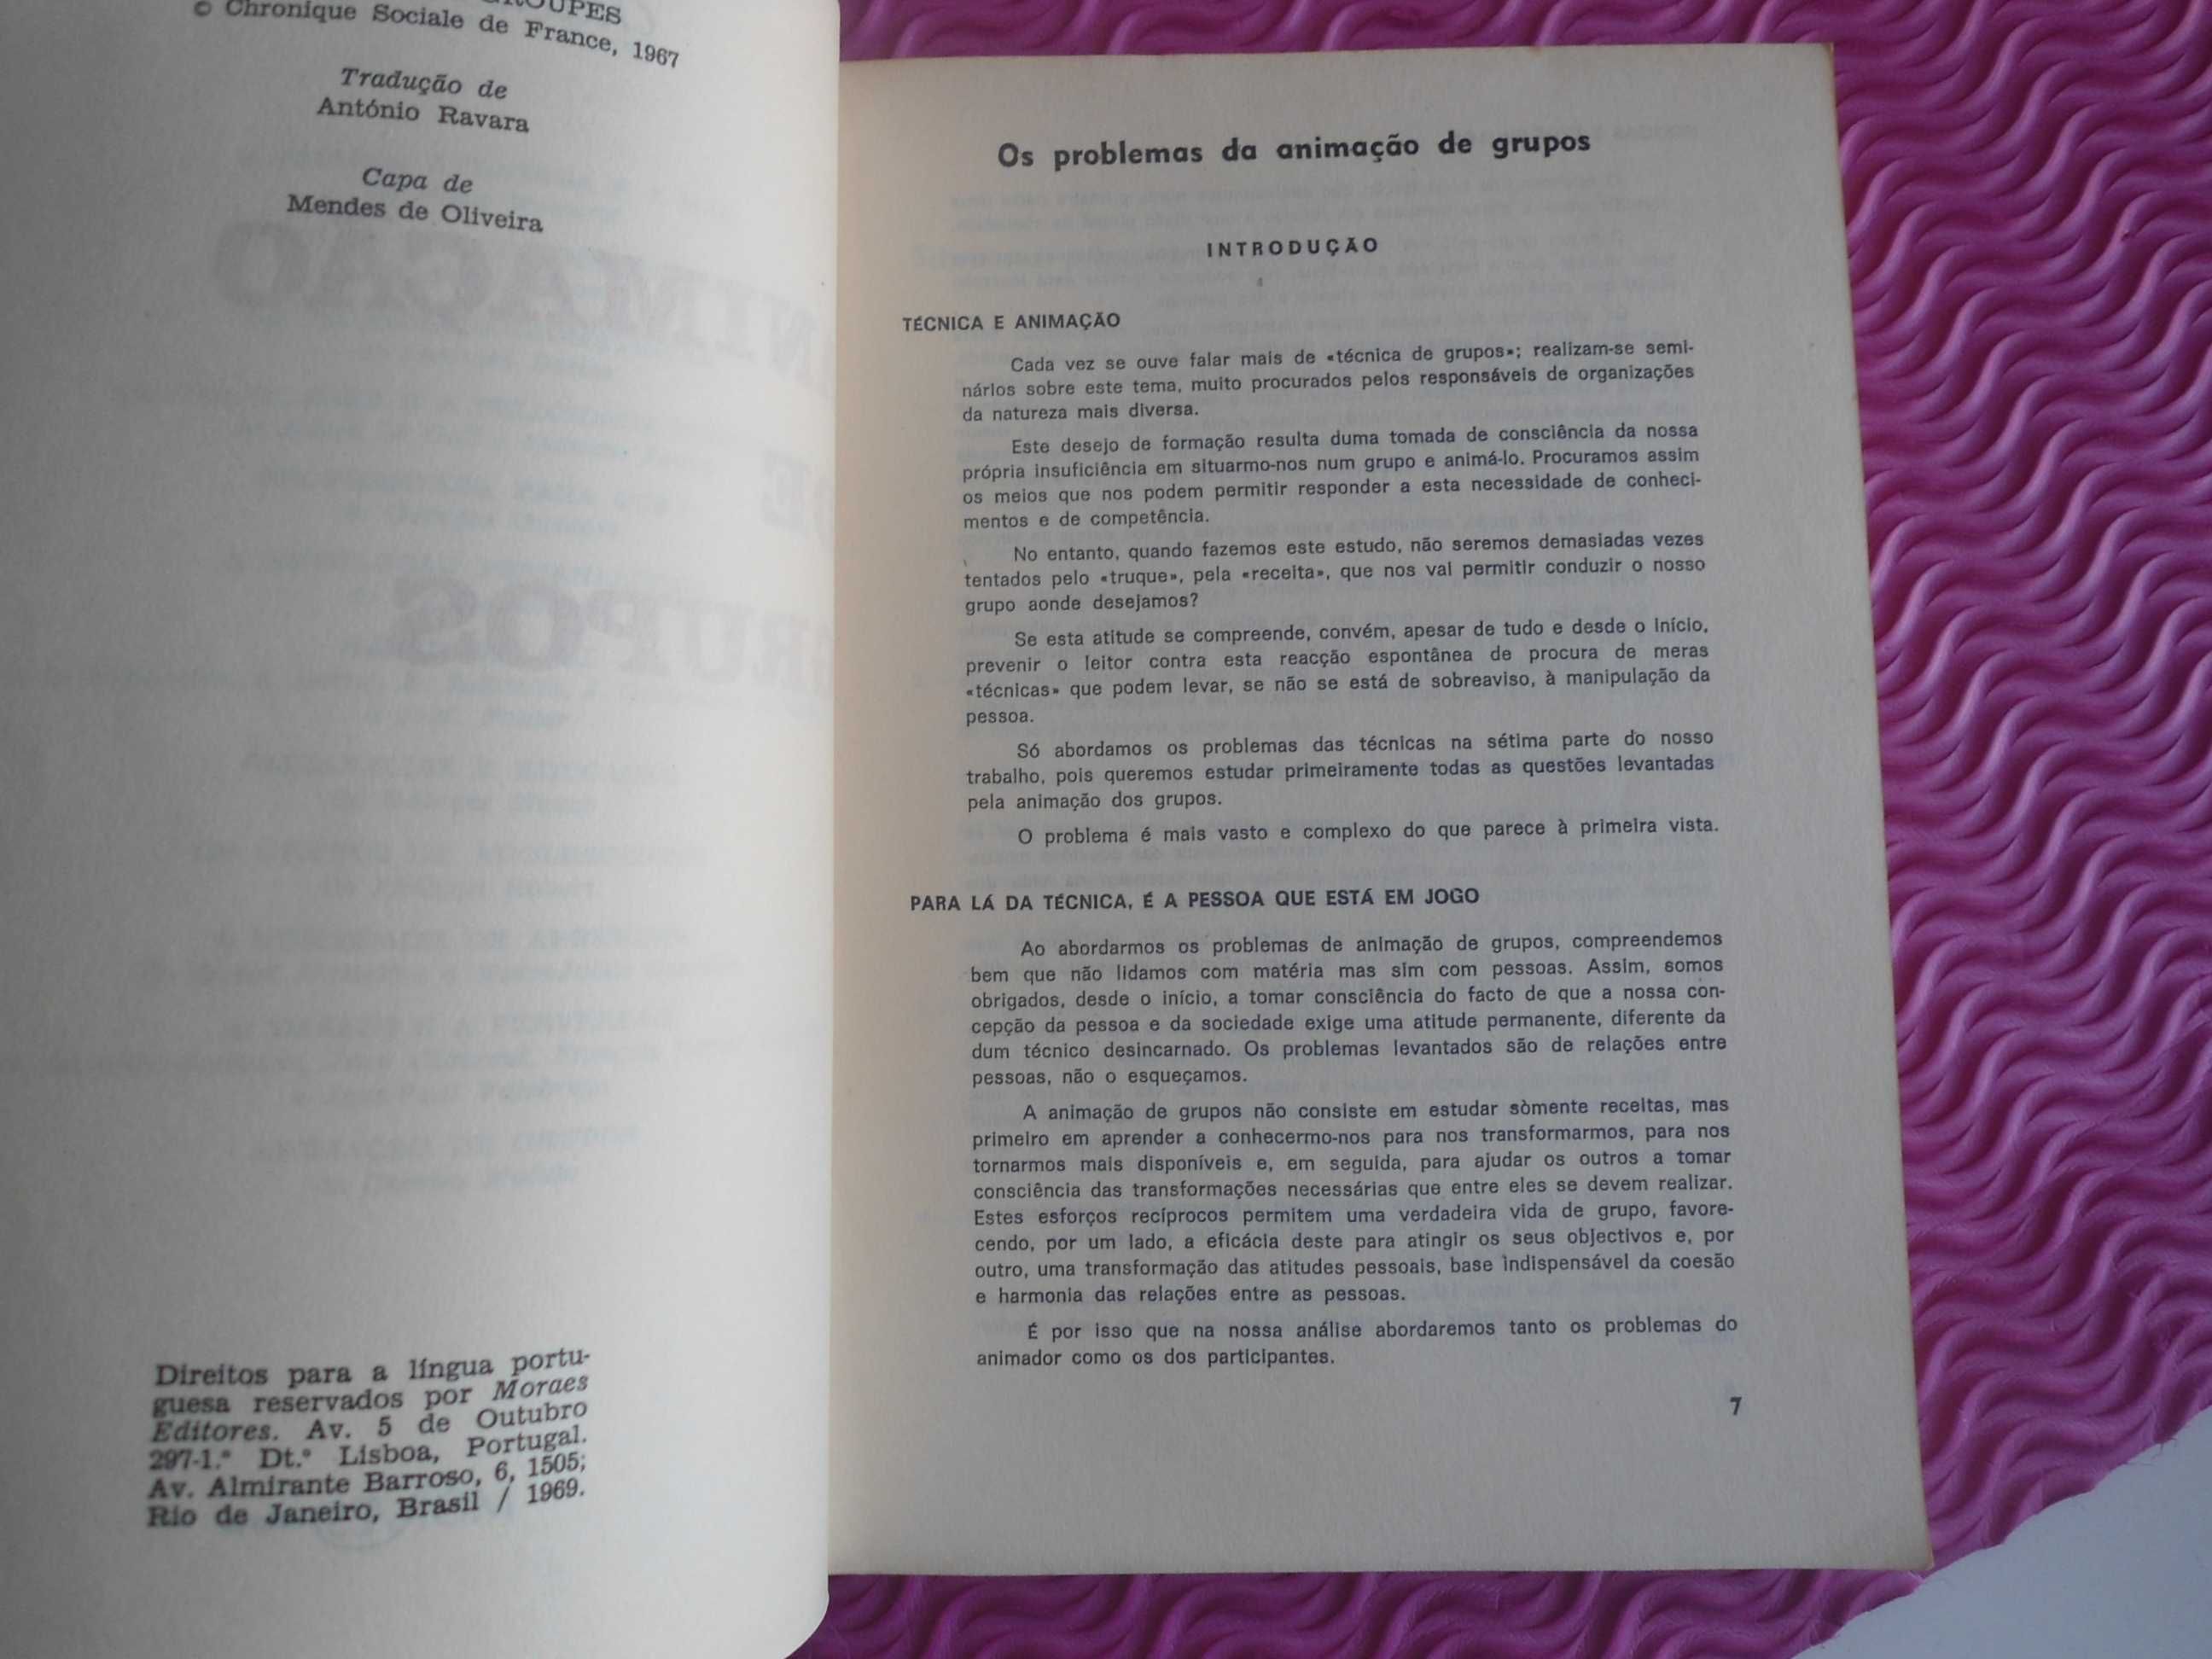 GROUPES
© Chronique Sociale de France, 1967
Tradução de
António Ravara
Capa de
Mendes de Oliveira
Direitos para a língua portu-
guesa reservados por Moraes
Editores. Av. 5 de Outubro
297-1.° Dt.° Lisboa, Portugal.
Av. Almirante Barroso, 6, 1505;
Rio de Janeiro, Brasil / 1969.
Os problemas da animação de grupos
INTRODUÇÃO
TÉCNICA E ANIMAÇÃO
Cada vez se ouve falar mais de «técnica de grupos»; realizam-se semi-
nários sobre este tema, muito procurados pelos responsáveis de organizações
da natureza mais diversa.
Este desejo de formação resulta duma tomada de consciência da nossa
própria insuficiência em situarmo-nos num grupo e animá-lo. Procuramos assim
os meios que nos podem permitir responder a esta necessidade de conheci-
mentos e de competência.
No entanto, quando fazemos este estudo, não seremos demasiadas vezes
tentados pelo «truque», pela «receita», que nos vai permitir conduzir o nosso
grupo aonde desejamos?
Se esta atitude se compreende, convém, apesar de tudo e desde o início,
prevenir o leitor contra esta reacção espontânea de procura de meras
«técnicas» que podem levar, se não se está de sobreaviso, à manipulação da
pessoa.
Só abordamos os problemas das técnicas na sétima parte do nosso
trabalho, pois queremos estudar primeiramente todas as questões levantadas
pela animação dos grupos.
O problema é mais vasto e complexo do que parece à primeira vista.
PARA LÁ DA TÉCNICA, É A PESSOA QUE ESTÁ EM JOGO
Ao abordarmos os problemas de animação de grupos, compreendemos
bem que não lidamos com matéria mas sim com pessoas. Assim, somos
obrigados, desde o início, a tomar consciência do facto de que a nossa con-
cepção da pessoa e da sociedade exige uma atitude permanente, diferente da
dum técnico desincarnado. Os problemas levantados são de relações entre
pessoas, não o esqueçamos.
A animação de grupos não consiste em estudar sòmente receitas, mas
primeiro em aprender a conhecermo-nos para nos transformarmos, para nos
tornarmos mais disponíveis e, em seguida, para ajudar os outros a tomar
consciência das transformações necessárias que entre eles se devem realizar.
Estes esforços recíprocos permitem uma verdadeira vida de grupo, favore-
cendo, por um lado, a eficácia deste para atingir os seus objectivos e, por
outro, uma transformação das atitudes pessoais, base indispensável da coesão
e harmonia das relações entre as pessoas.
É por isso que na nossa análise abordaremos tanto os problemas do
animador como os dos participantes.
7